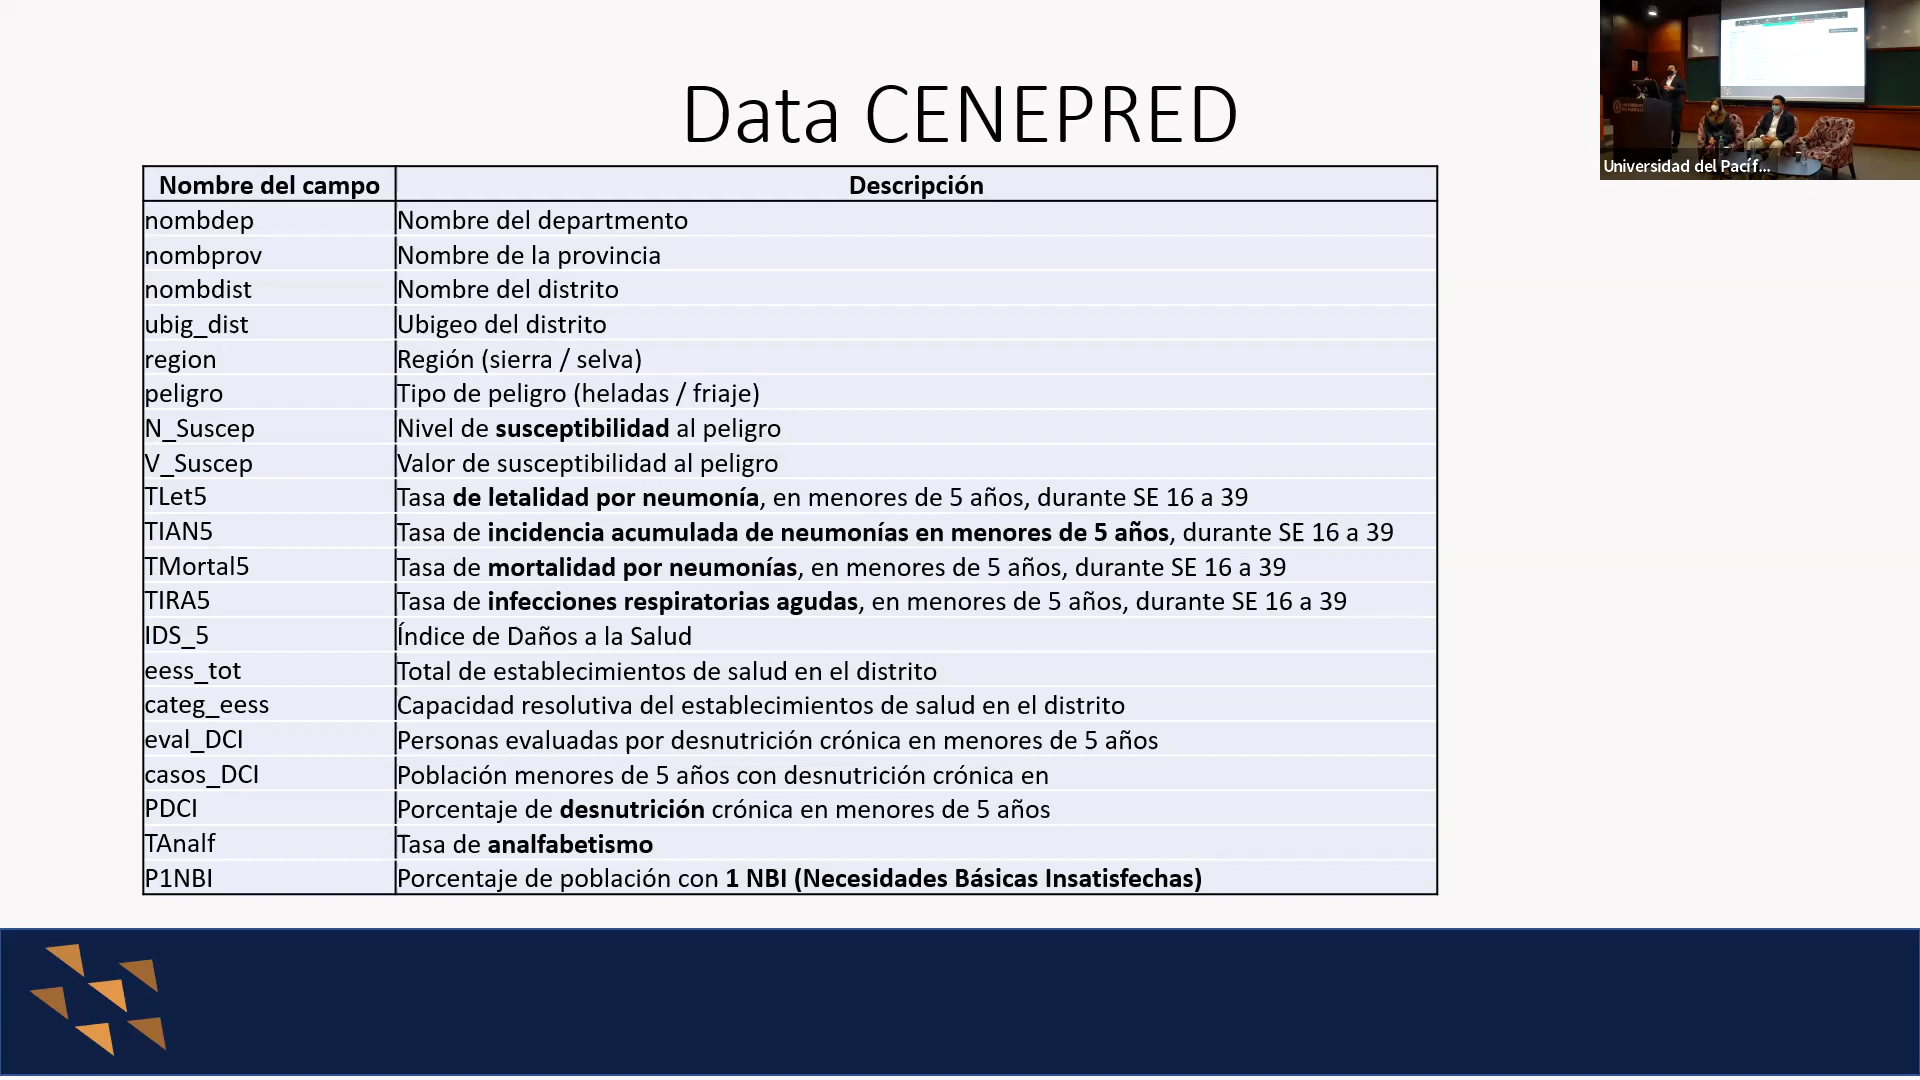 Data CENEPRED
Nombre del campo Descripción
nombdep Nombre del departmento
nombprov Nombre de la provincia
nombdist Nombre del distrito
ubig_dist Ubigeo del distrito
region Región (sierra / selva)
peligro Tipo de peligro (heladas / friaje)
N_Suscep Nivel de susceptibilidad al peligro
V_Suscep Valor de susceptibilidad al peligro
TLet5 Tasa de letalidad por neumonía, en menores de 5 años, durante SE 16 a 39
TIAN5 Tasa de incidencia acumulada de neumonías en menores de 5 años, durante SE 16 a 39
TMortal5 Tasa de mortalidad por neumonías, en menores de 5 años, durante SE 16 a 39
TIRA5 Tasa de infecciones respiratorias agudas, en menores de 5 años, durante SE 16 a 39
IDS_5 Índice de Daños a la Salud
eess_tot Total de establecimientos de salud en el distrito
categ_eess Capacidad resolutiva del establecimientos de salud en el distrito
eval_DCI Personas evaluadas por desnutrición crónica en menores de 5 años
casos_DCI Población menores de 5 años con desnutrición crónica en
PDCI Porcentaje de desnutrición crónica en menores de 5 años
TAnalf Tasa de analfabetismo
P1NBI Porcentaje de población con 1 NBI (Necesidades Básicas Insatisfechas)
Universidad del Pacíf...